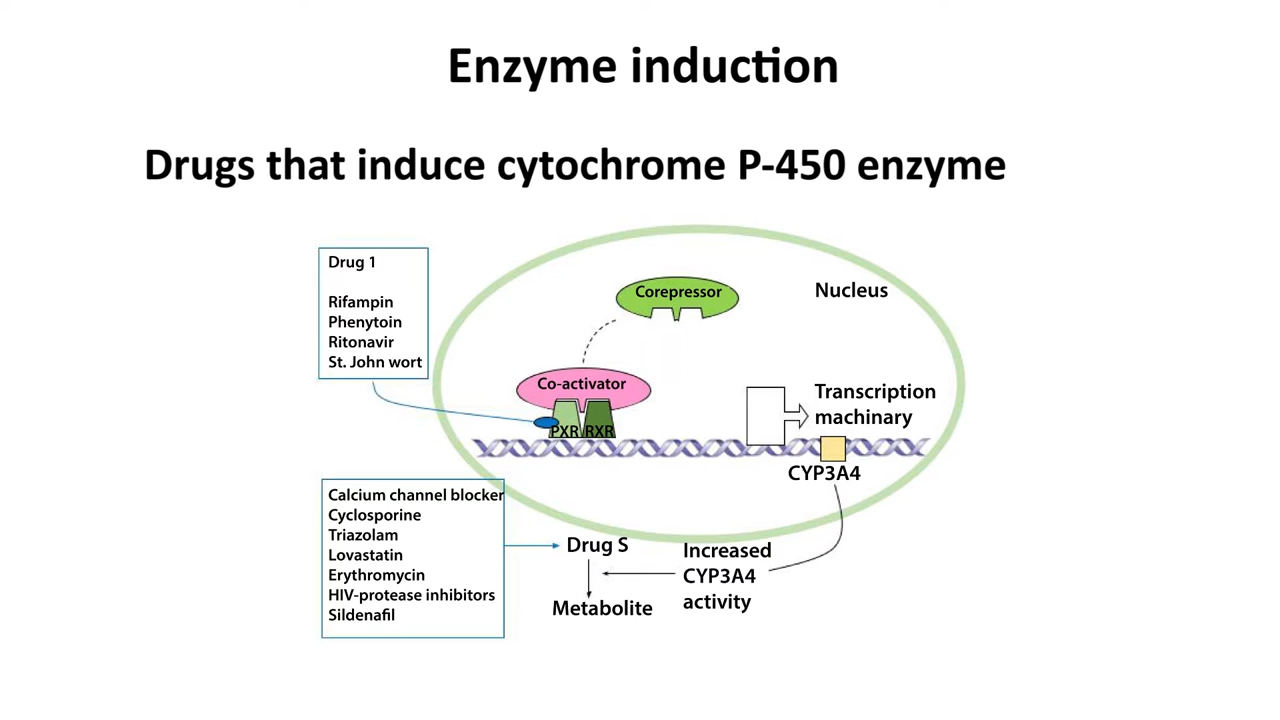 Enzyme induction
Drugs that induce cytochrome P-450 enzyme
Drug 1
Rifampin
Phenytoin
Ritonavir
St. John wort
Corepressor
Nucleus
Co-activator
PXR RXR
Transcription
machinary
CYP3A4
Calcium channel blocker
Cyclosporine
Triazolam
Lovastatin
Erythromycin
HIV-protease inhibitors
Sildenafil
Drug S
Metabolite
Increased
CYP3A4
activity